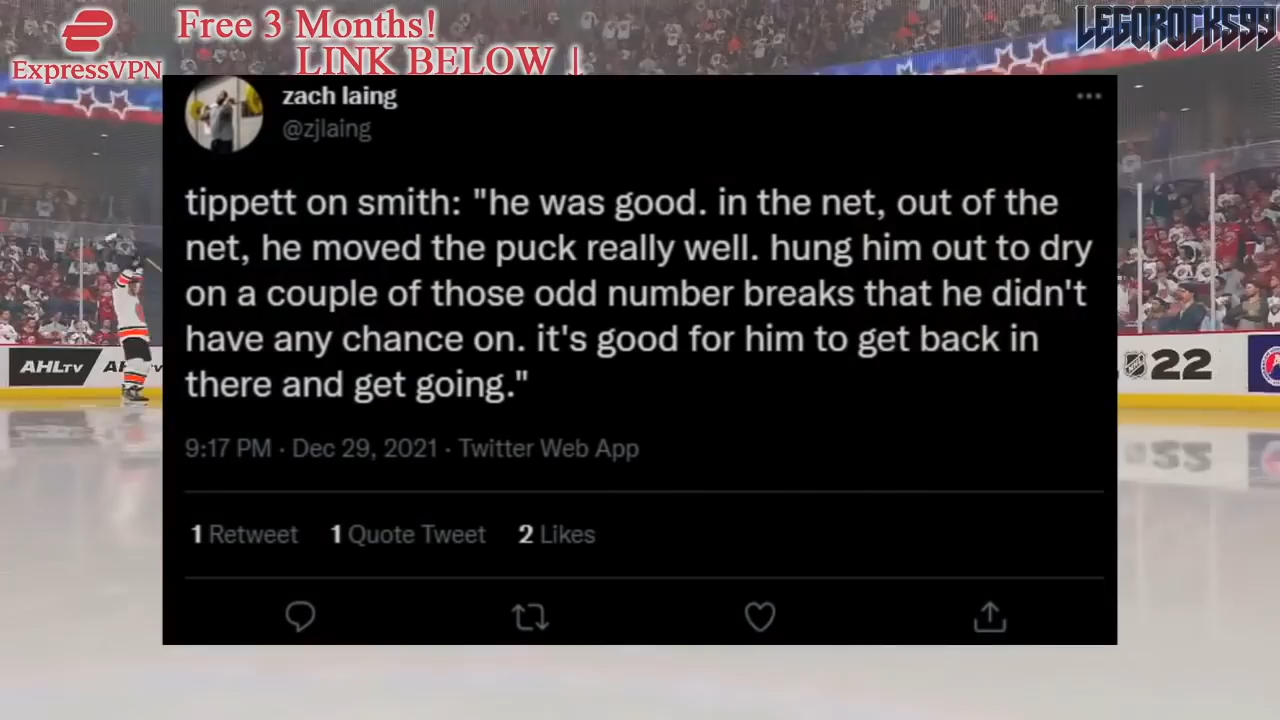 Free 3 Months!
LEGOROCKS99
ExpressVPN
LINK BELOW ↓
zach laing
@zjlaing
tippett on smith: "he was good. in the net, out of the
net, he moved the puck really well. hung him out to dry
on a couple of those odd number breaks that he didn't
have any chance on. it's good for him to get back in
there and get going."
9:17 PM · Dec 29, 2021 · Twitter Web App
1 Retweet 1 Quote Tweet 2 Likes
AHLTV
22